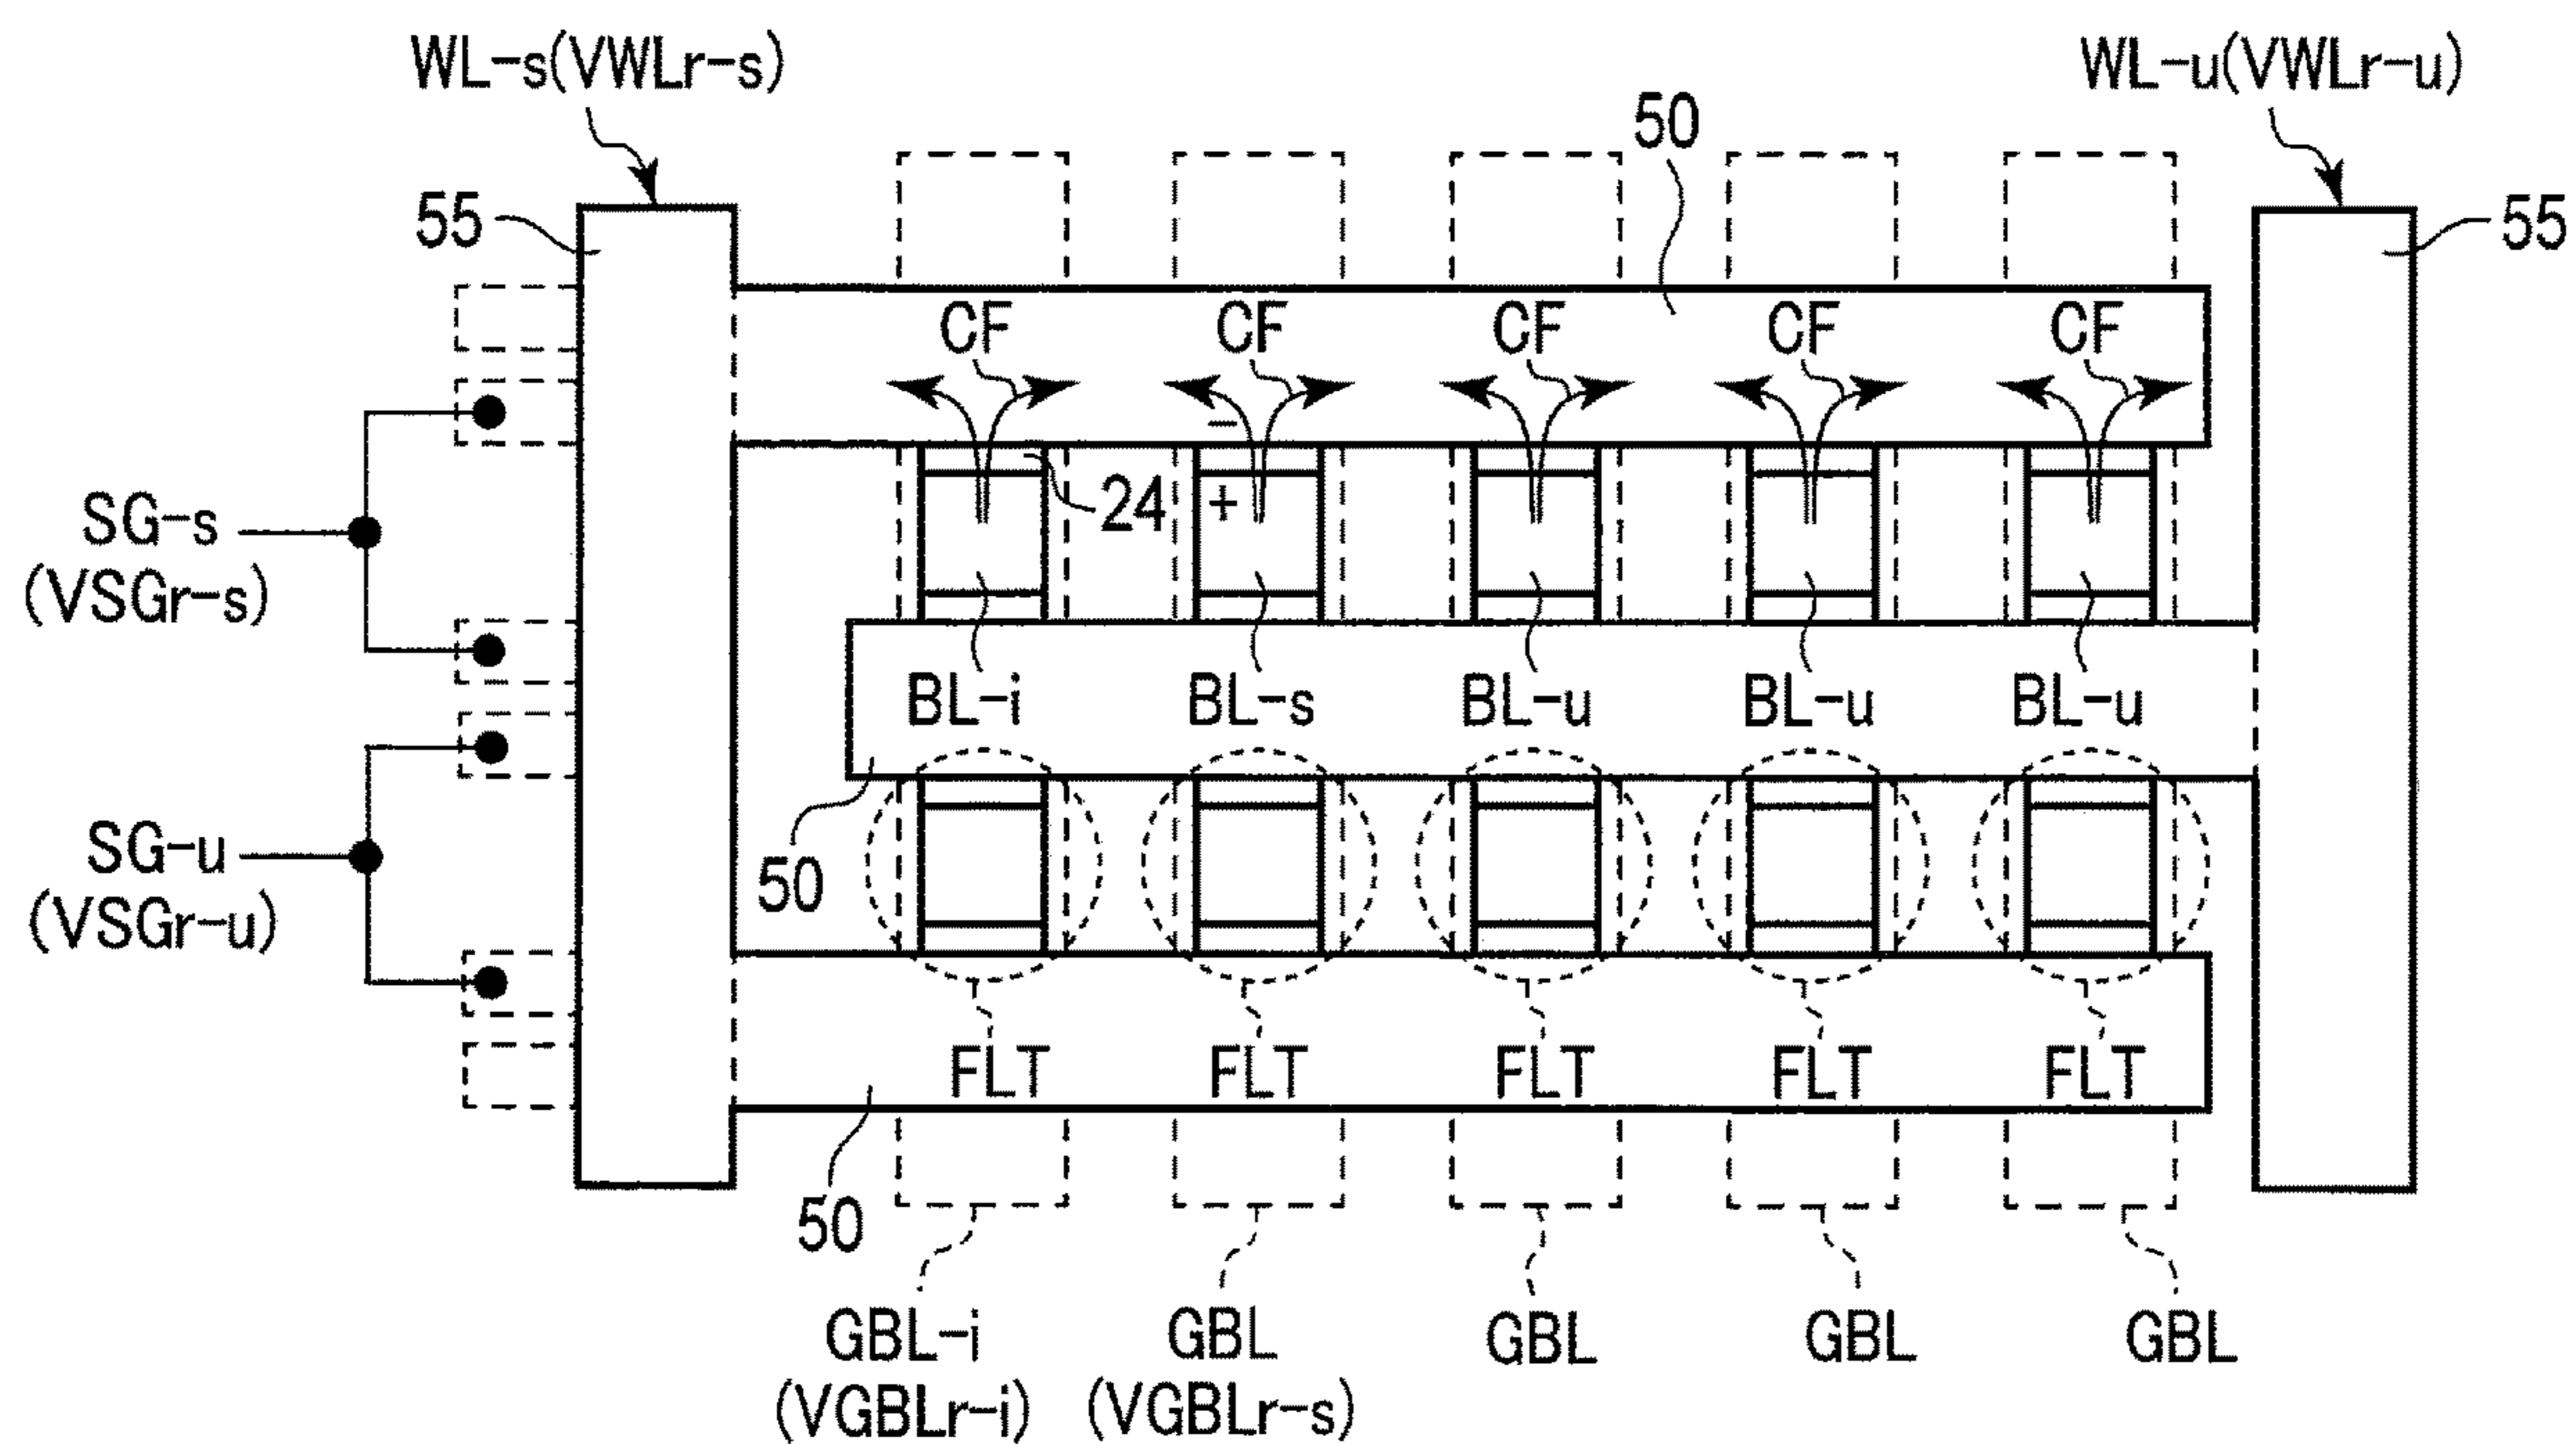 WL-s(VWLr-s)
WL-u(VWLr-u)
50
55
55
CF CF CF CF CF
−
+
24
SG-s
(VSGr-s)
BL-i BL-s BL-u BL-u BL-u
SG-u
(VSGr-u)
50
FLT FLT FLT FLT FLT
50
GBL-i GBL GBL GBL GBL
(VGBLr-i) (VGBLr-s)